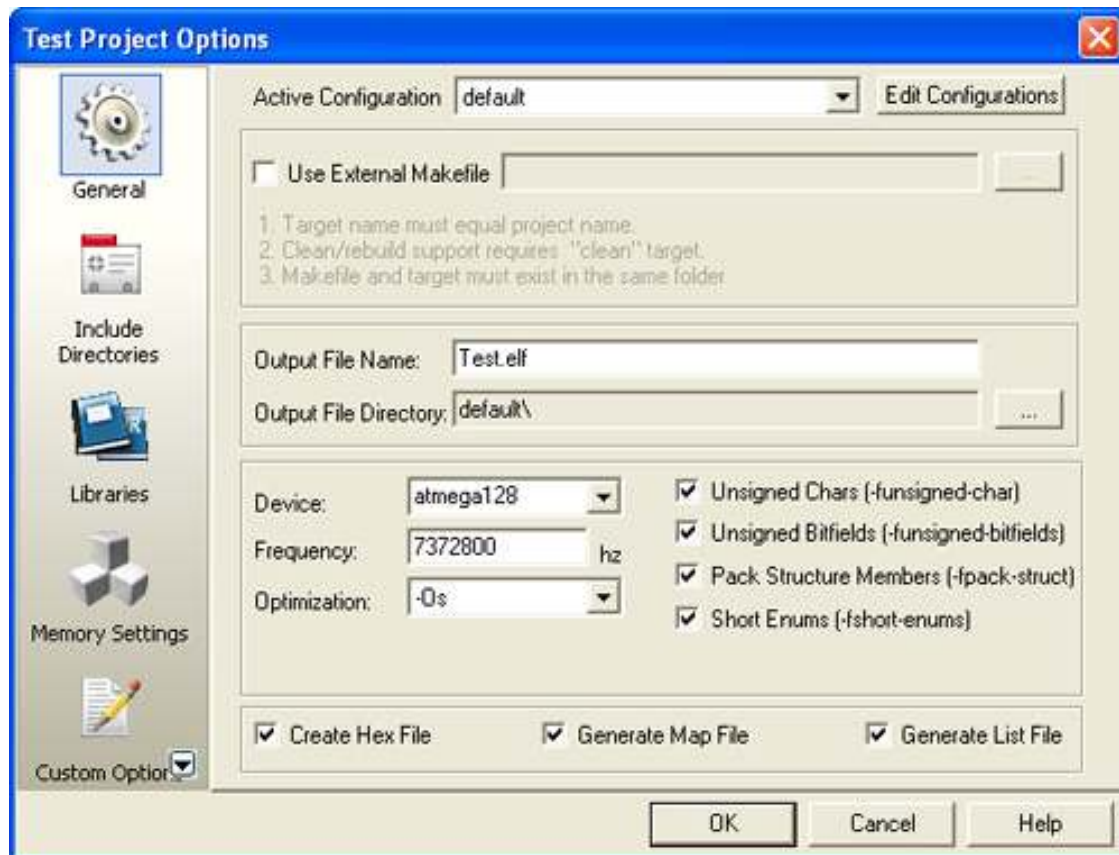 Test Project Options
General
Include
Directories
Libraries
Memory Settings
Custom Option
Active Configuration default Edit Configurations
Use External Makefile ...
1. Target name must equal project name.
2. Clean/rebuild support requires "clean" target.
3. Makefile and target must exist in the same folder
Output File Name: Test.elf
Output File Directory: default\ ...
Device: atmega128
Frequency: 7372800 hz
Optimization: -Os
Unsigned Chars (-funsigned-char)
Unsigned Bitfields (-funsigned-bitfields)
Pack Structure Members (-fpack-struct)
Short Enums (-fshort-enums)
Create Hex File Generate Map File Generate List File
OK Cancel Help